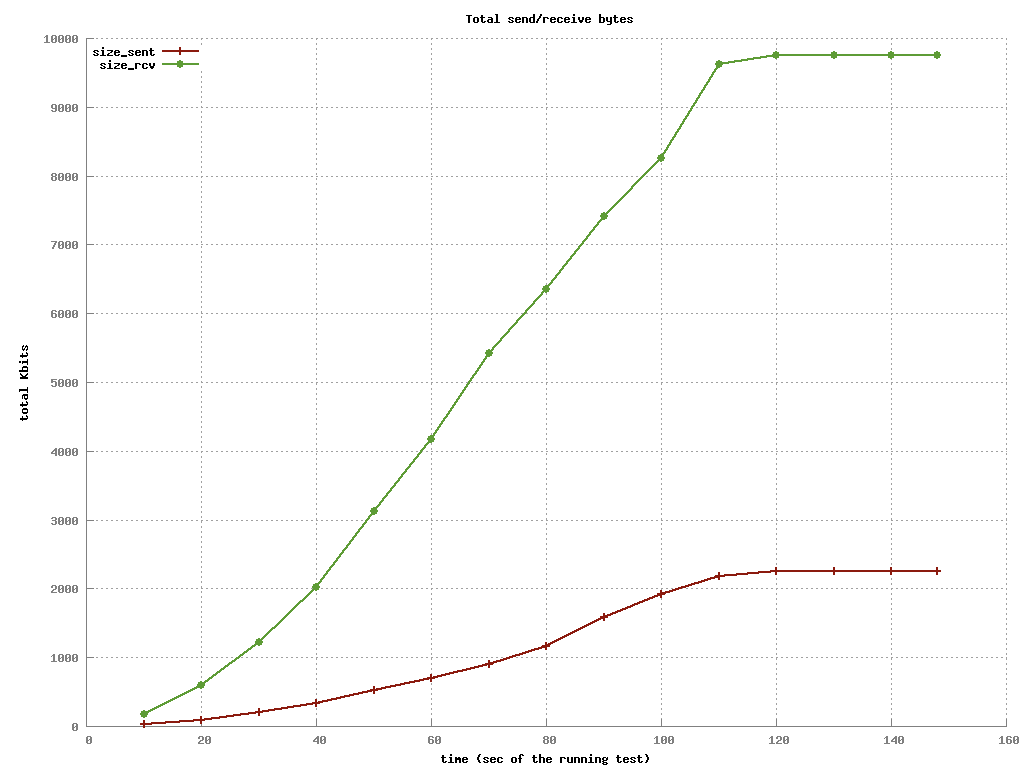 Total send/receive bytes
size_sent
size_rcv
10000
9000
8000
7000
6000
5000
4000
3000
2000
1000
0
total Kbits
0 20 40 60 80 100 120 140 160
time (sec of the running test)